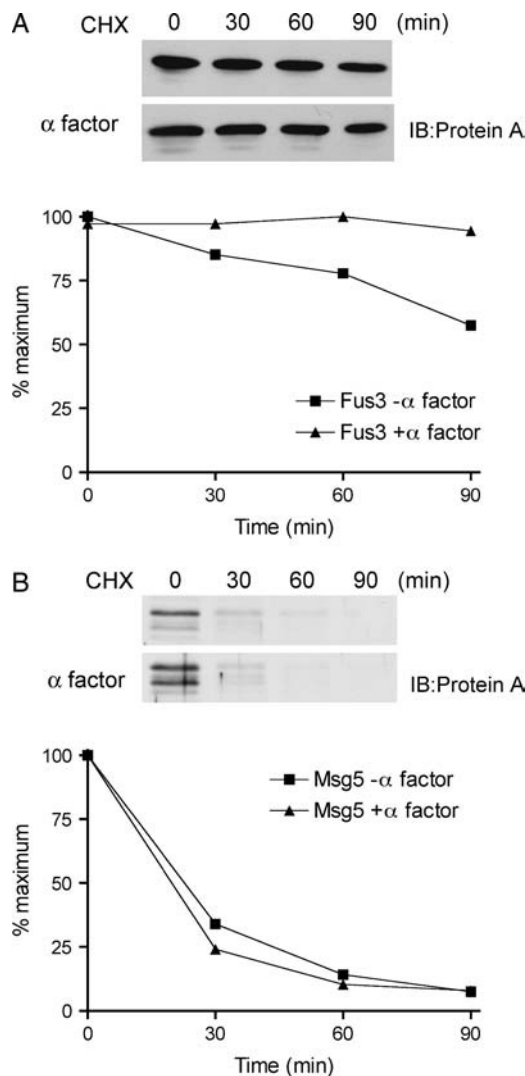 A
CHX 0 30 60 90 (min)
α factor IB:Protein A
100
75
50
25
0
% maximum
Fus3 -α factor
Fus3 +α factor
0 30 60 90
Time (min)
B
CHX 0 30 60 90 (min)
α factor IB:Protein A
100
75
50
25
0
% maximum
Msg5 -α factor
Msg5 +α factor
0 30 60 90
Time (min)